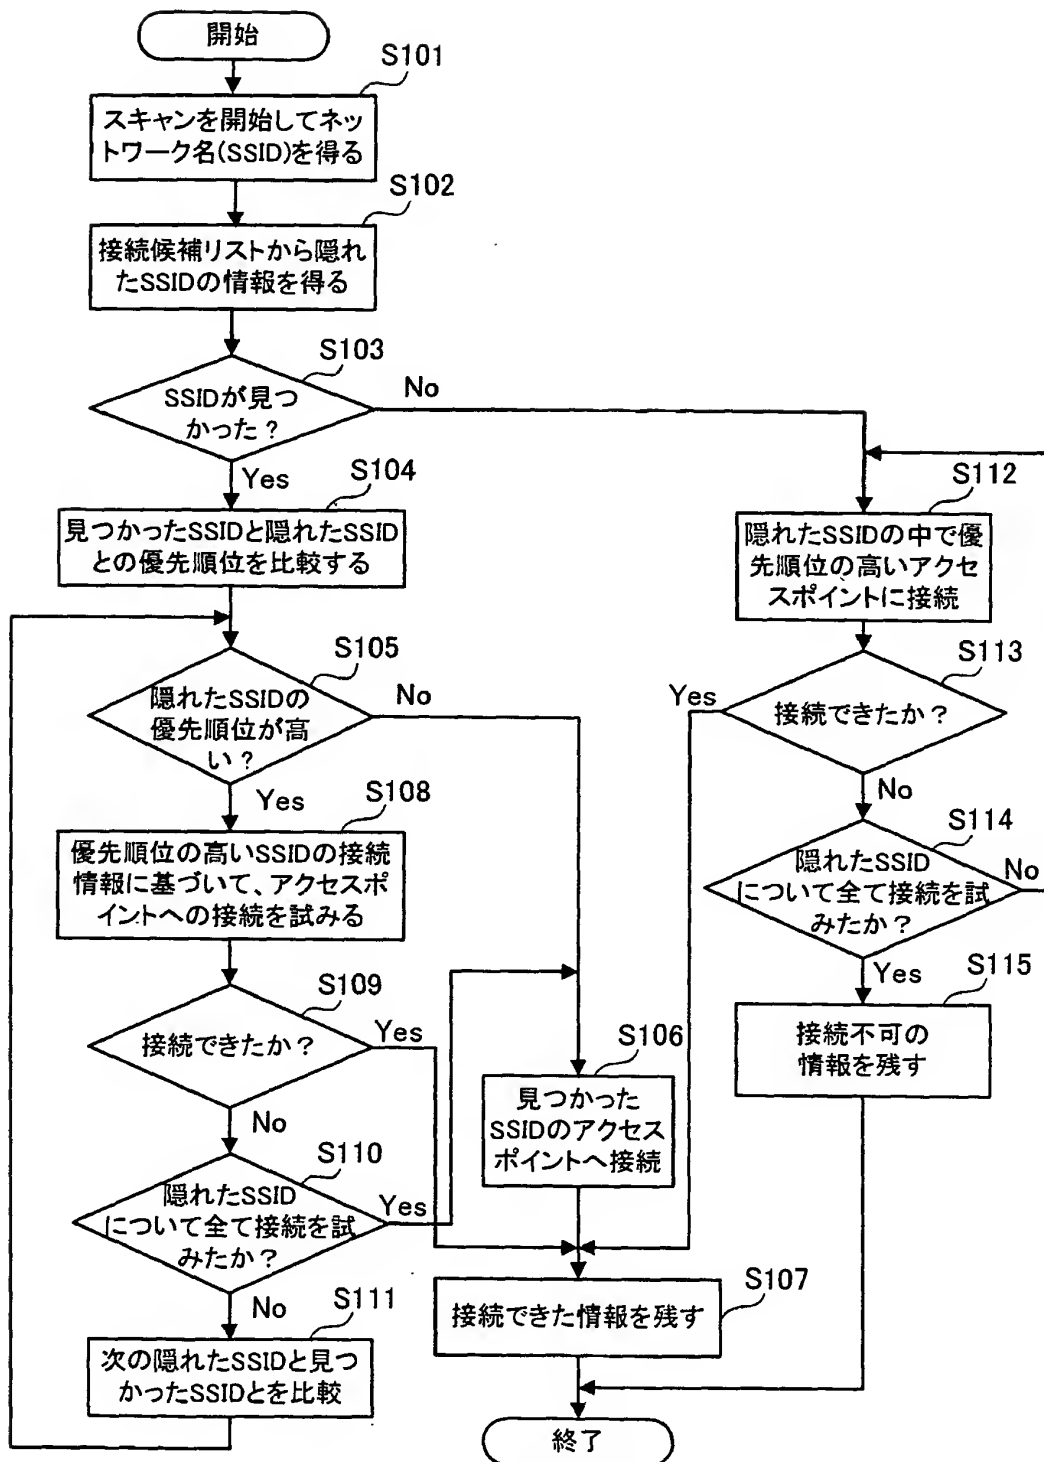 開始
S101
スキャンを開始してネッ
トワーク名(SSID)を得る
S102
接続候補リストから隠れ
たSSIDの情報を得る
S103
SSIDが見つ
かった?
No
Yes
S104
見つかったSSIDと隠れたSSID
との優先順位を比較する
S105
隠れたSSIDの
優先順位が高
い?
No
Yes
S108
優先順位の高いSSIDの接続
情報に基づいて、アクセスポ
イントへの接続を試みる
S109
接続できたか?
Yes
No
S110
隠れたSSID
について全て接続を試
みたか?
Yes
No
S111
次の隠れたSSIDと見つ
かったSSIDとを比較
S106
見つかった
SSIDのアクセス
ポイントへ接続
S107
接続できた情報を残す
S112
隠れたSSIDの中で優
先順位の高いアクセ
スポイントに接続
S113
接続できたか?
Yes
No
S114
隠れたSSID
について全て接続を試
みたか?
No
Yes
S115
接続不可の
情報を残す
終了